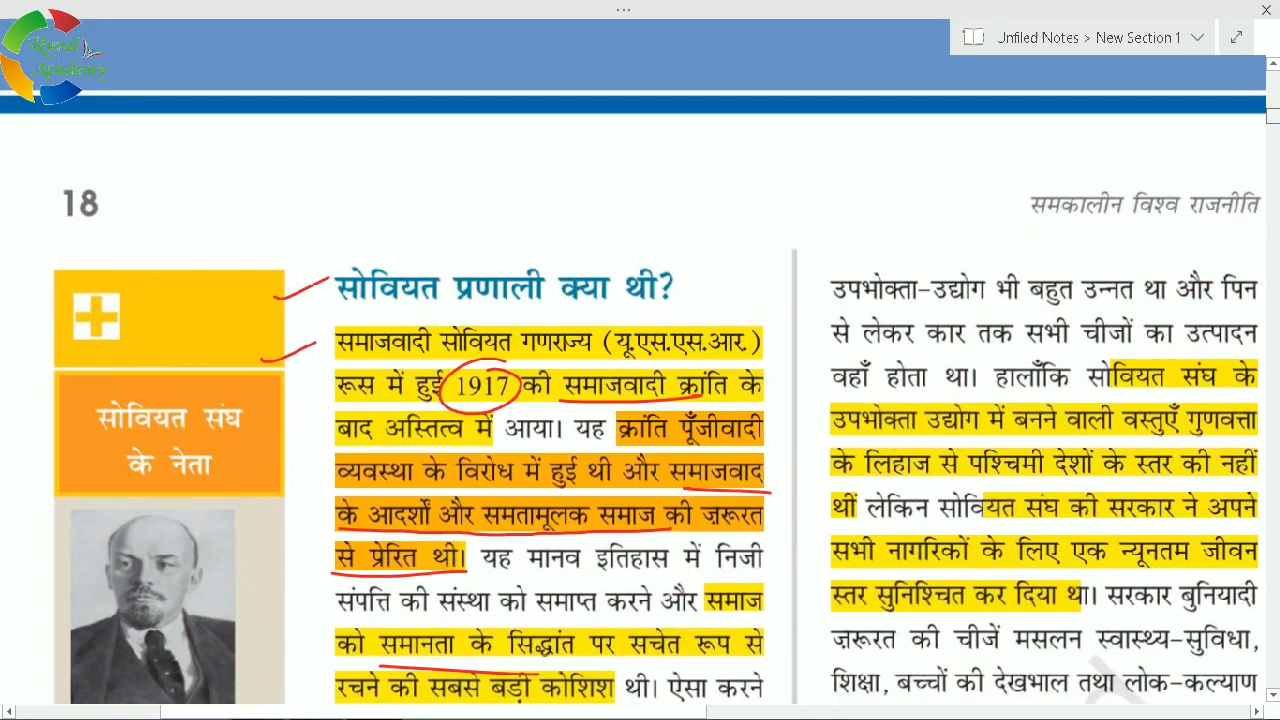 Rural
Academy
Unfiled Notes > New Section 1
18
समकालीन विश्व राजनीति
सोवियत संघ
के नेता
सोवियत प्रणाली क्या थी?
समाजवादी सोवियत गणराज्य (यू.एस.एस.आर.)
रूस में हुई 1917 की समाजवादी क्रांति के
बाद अस्तित्व में आया। यह क्रांति पूँजीवादी
व्यवस्था के विरोध में हुई थी और समाजवाद
के आदर्शों और समतामूलक समाज की ज़रूरत
से प्रेरित थी। यह मानव इतिहास में निजी
संपत्ति की संस्था को समाप्त करने और समाज
को समानता के सिद्धांत पर सचेत रूप से
रचने की सबसे बड़ी कोशिश थी। ऐसा करने
उपभोक्ता-उद्योग भी बहुत उन्नत था और पिन
से लेकर कार तक सभी चीजों का उत्पादन
वहाँ होता था। हालाँकि सोवियत संघ के
उपभोक्ता उद्योग में बनने वाली वस्तुएँ गुणवत्ता
के लिहाज से पश्चिमी देशों के स्तर की नहीं
थीं लेकिन सोवियत संघ की सरकार ने अपने
सभी नागरिकों के लिए एक न्यूनतम जीवन
स्तर सुनिश्चित कर दिया था। सरकार बुनियादी
ज़रूरत की चीजें मसलन स्वास्थ्य-सुविधा,
शिक्षा, बच्चों की देखभाल तथा लोक-कल्याण